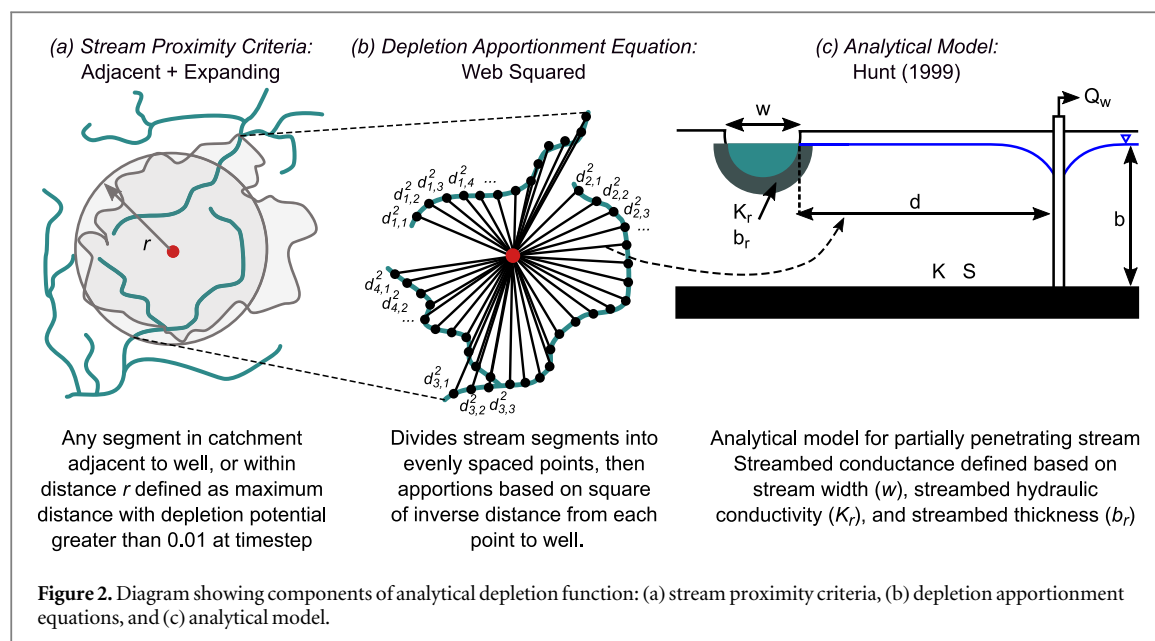 (a) Stream Proximity Criteria:
Adjacent + Expanding
r
Any segment in catchment
adjacent to well, or within
distance r defined as maximum
distance with depletion potential
greater than 0.01 at timestep
(b) Depletion Apportionment Equation:
Web Squared
d²1,1
d²1,2
d²1,3
d²1,4
...
d²2,1
d²2,2
d²2,3
...
d²4,1
d²4,2
...
d²3,1
d²3,2
d²3,3
Divides stream segments into
evenly spaced points, then
apportions based on square
of inverse distance from each
point to well.
(c) Analytical Model:
Hunt (1999)
Qw
w
Kr
br
d
b
K S
Analytical model for partially penetrating stream
Streambed conductance defined based on
stream width (w), streambed hydraulic
conductivity (Kr), and streambed thickness (br)
Figure 2. Diagram showing components of analytical depletion function: (a) stream proximity criteria, (b) depletion apportionment
equations, and (c) analytical model.